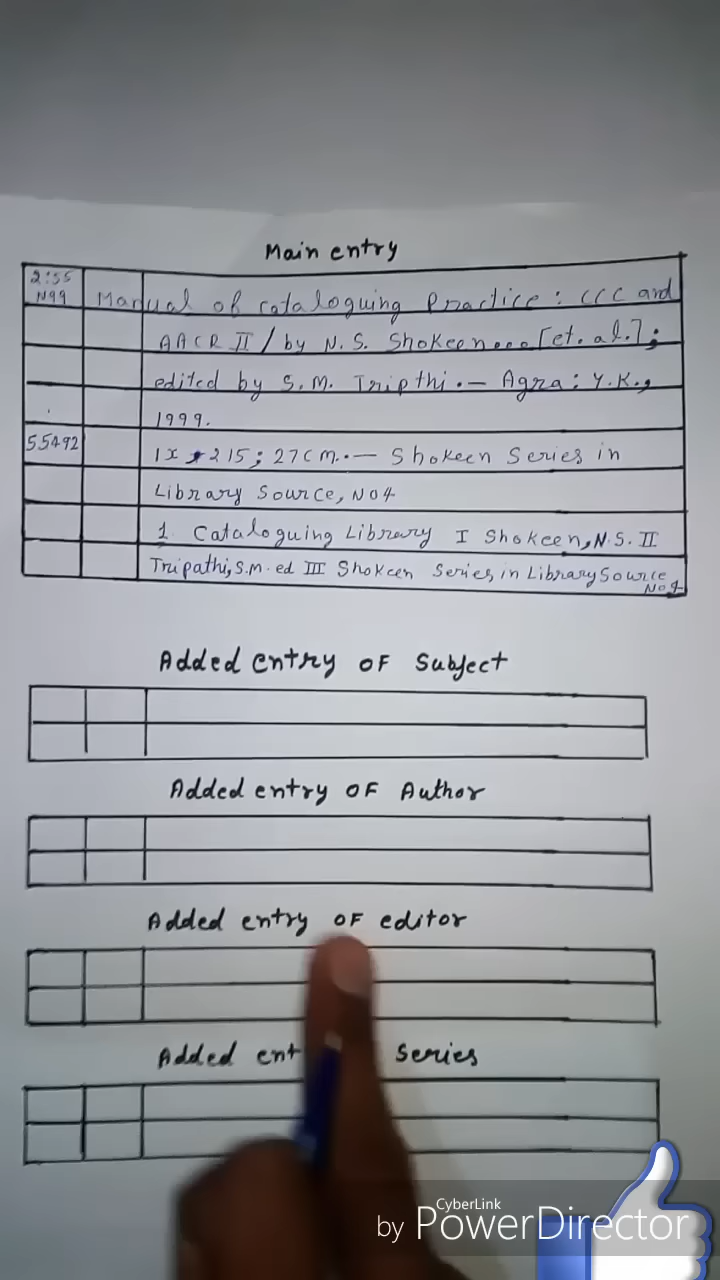 Main entry
2:55
N99 Manual of cataloguing Practice: CCC and
AACR II / by N.S. Shokeen... [et. al.];
edited by S.M. Tripthi .— Agra: Y.K.,
1999.
55492 215; 27cm.— Shokeen Series in
Library Source, No4
1. Cataloguing Library I Shokeen, N.S. II
Tripathi, S.M. ed III Shokeen Series, in Library Source
No4
Added entry OF Subject
Added entry OF Author
Added entry OF editor
Added ent Series
CyberLink
by PowerDirector